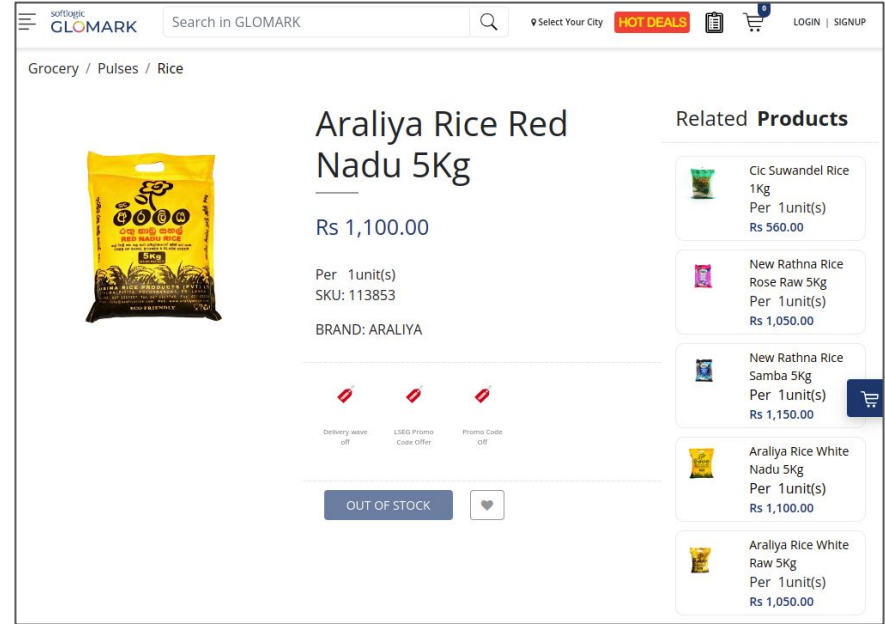 softlogic
GLOMARK
Search in GLOMARK
Select Your City
HOT DEALS
0
LOGIN | SIGNUP
Grocery / Pulses / Rice
අරලිය
රතු නාඩු සහල්
RED NADU RICE
5Kg
ECO FRIENDLY
Araliya Rice Red
Nadu 5Kg
Rs 1,100.00
Per 1unit(s)
SKU: 113853
BRAND: ARALIYA
Delivery wave
off
LSEG Promo
Code Offer
Promo Code
Off
OUT OF STOCK
Related Products
Cic Suwandel Rice
1Kg
Per 1unit(s)
Rs 560.00
New Rathna Rice
Rose Raw 5Kg
Per 1unit(s)
Rs 1,050.00
New Rathna Rice
Samba 5Kg
Per 1unit(s)
Rs 1,150.00
Araliya Rice White
Nadu 5Kg
Per 1unit(s)
Rs 1,100.00
Araliya Rice White
Raw 5Kg
Per 1unit(s)
Rs 1,050.00